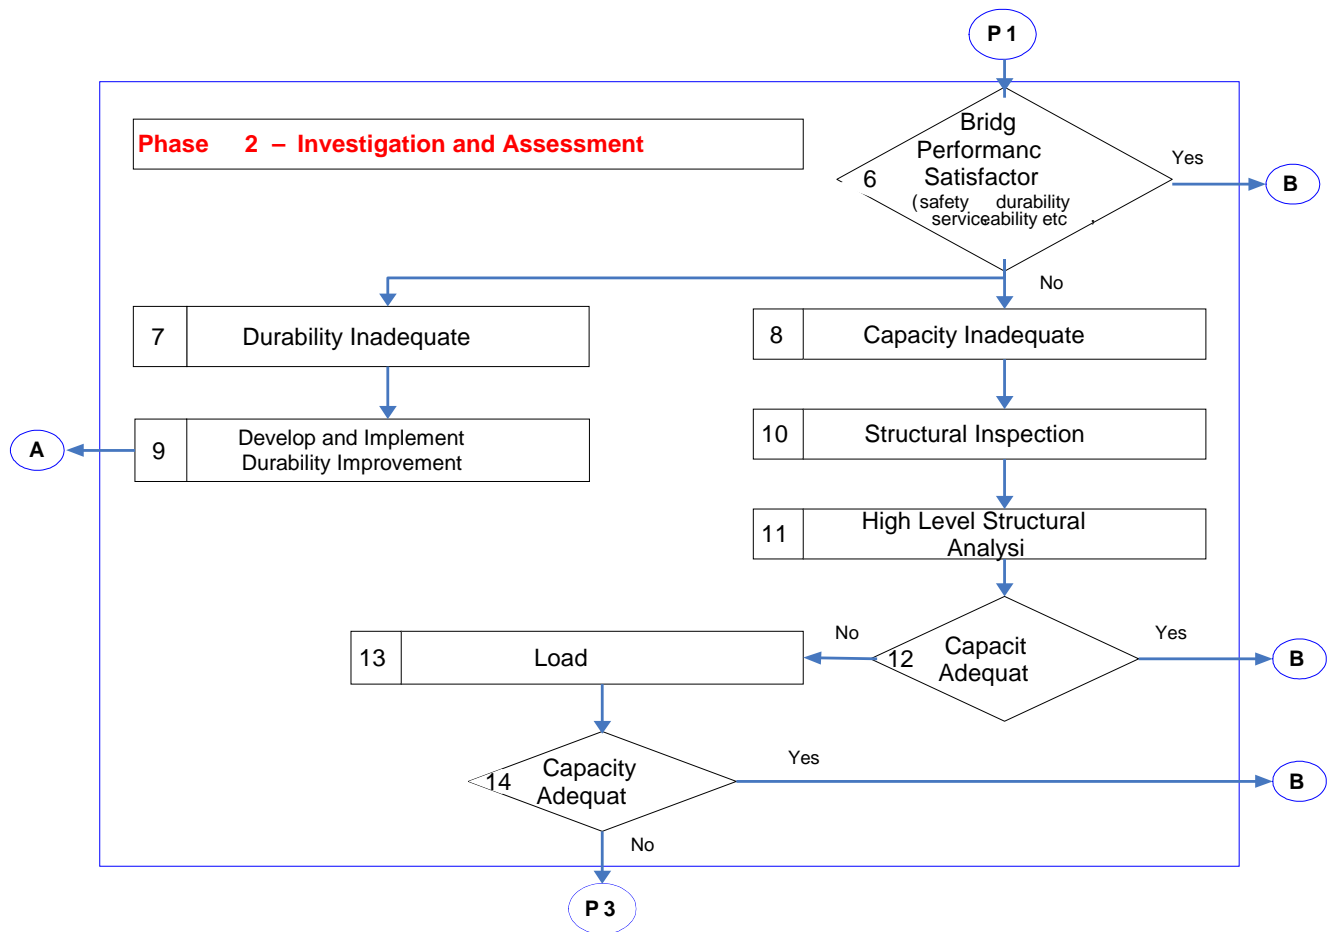 P 1
Phase 2 – Investigation and Assessment
Bridg
Performanc
6 Satisfactor
(safety durability
serviceability etc ,
Yes
B
No
7 Durability Inadequate
8 Capacity Inadequate
A
9 Develop and Implement
Durability Improvement
10 Structural Inspection
11 High Level Structural
Analysi
No
12 Capacit
Adequat
Yes
B
13 Load
14 Capacity
Adequat
Yes
B
No
P 3